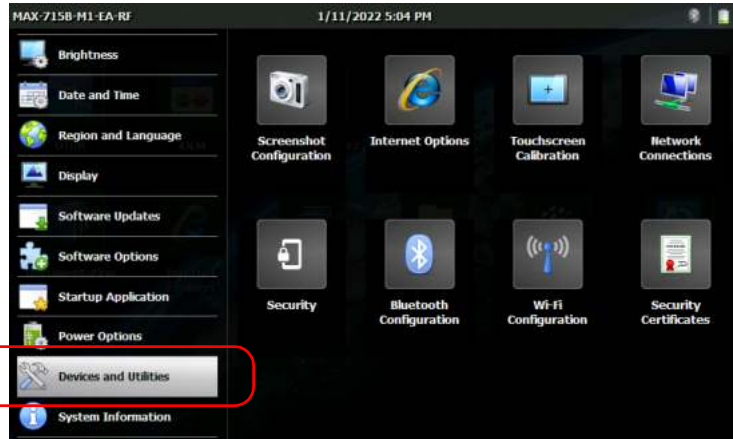 MAX-715B-M1-EA-RF
1/11/2022 5:04 PM
Brightness
Date and Time
Region and Language
Display
Software Updates
Software Options
Startup Application
Power Options
Devices and Utilities
System Information
Screenshot
Configuration
Internet Options
Touchscreen
Calibration
Network
Connections
Security
Bluetooth
Configuration
Wi-Fi
Configuration
Security
Certificates